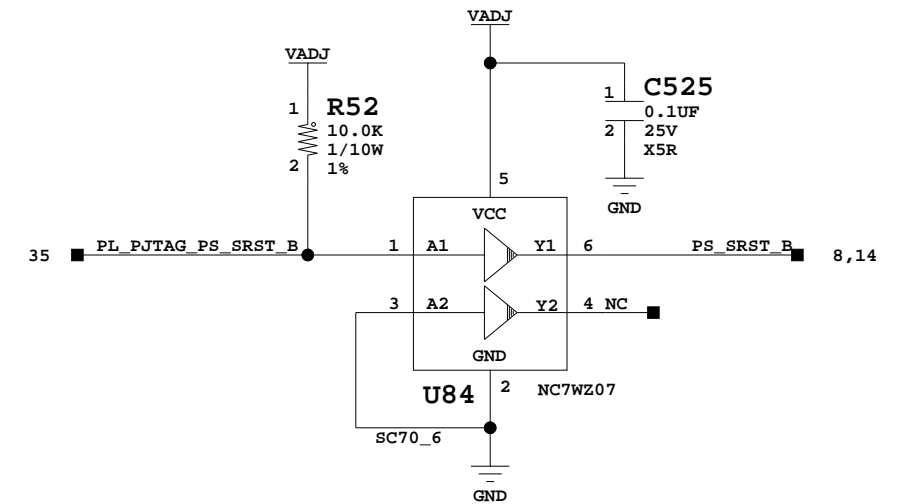 VADJ
VADJ
1
R52
10.0K
1/10W
1%
2
1
C525
0.1UF
25V
X5R
2
GND
5
VCC
35
PL_PJTAG_PS_SRST_B
1
A1
Y1
6
PS_SRST_B
8,14
3
A2
Y2
4
NC
GND
U84
2
NC7WZ07
SC70_6
GND